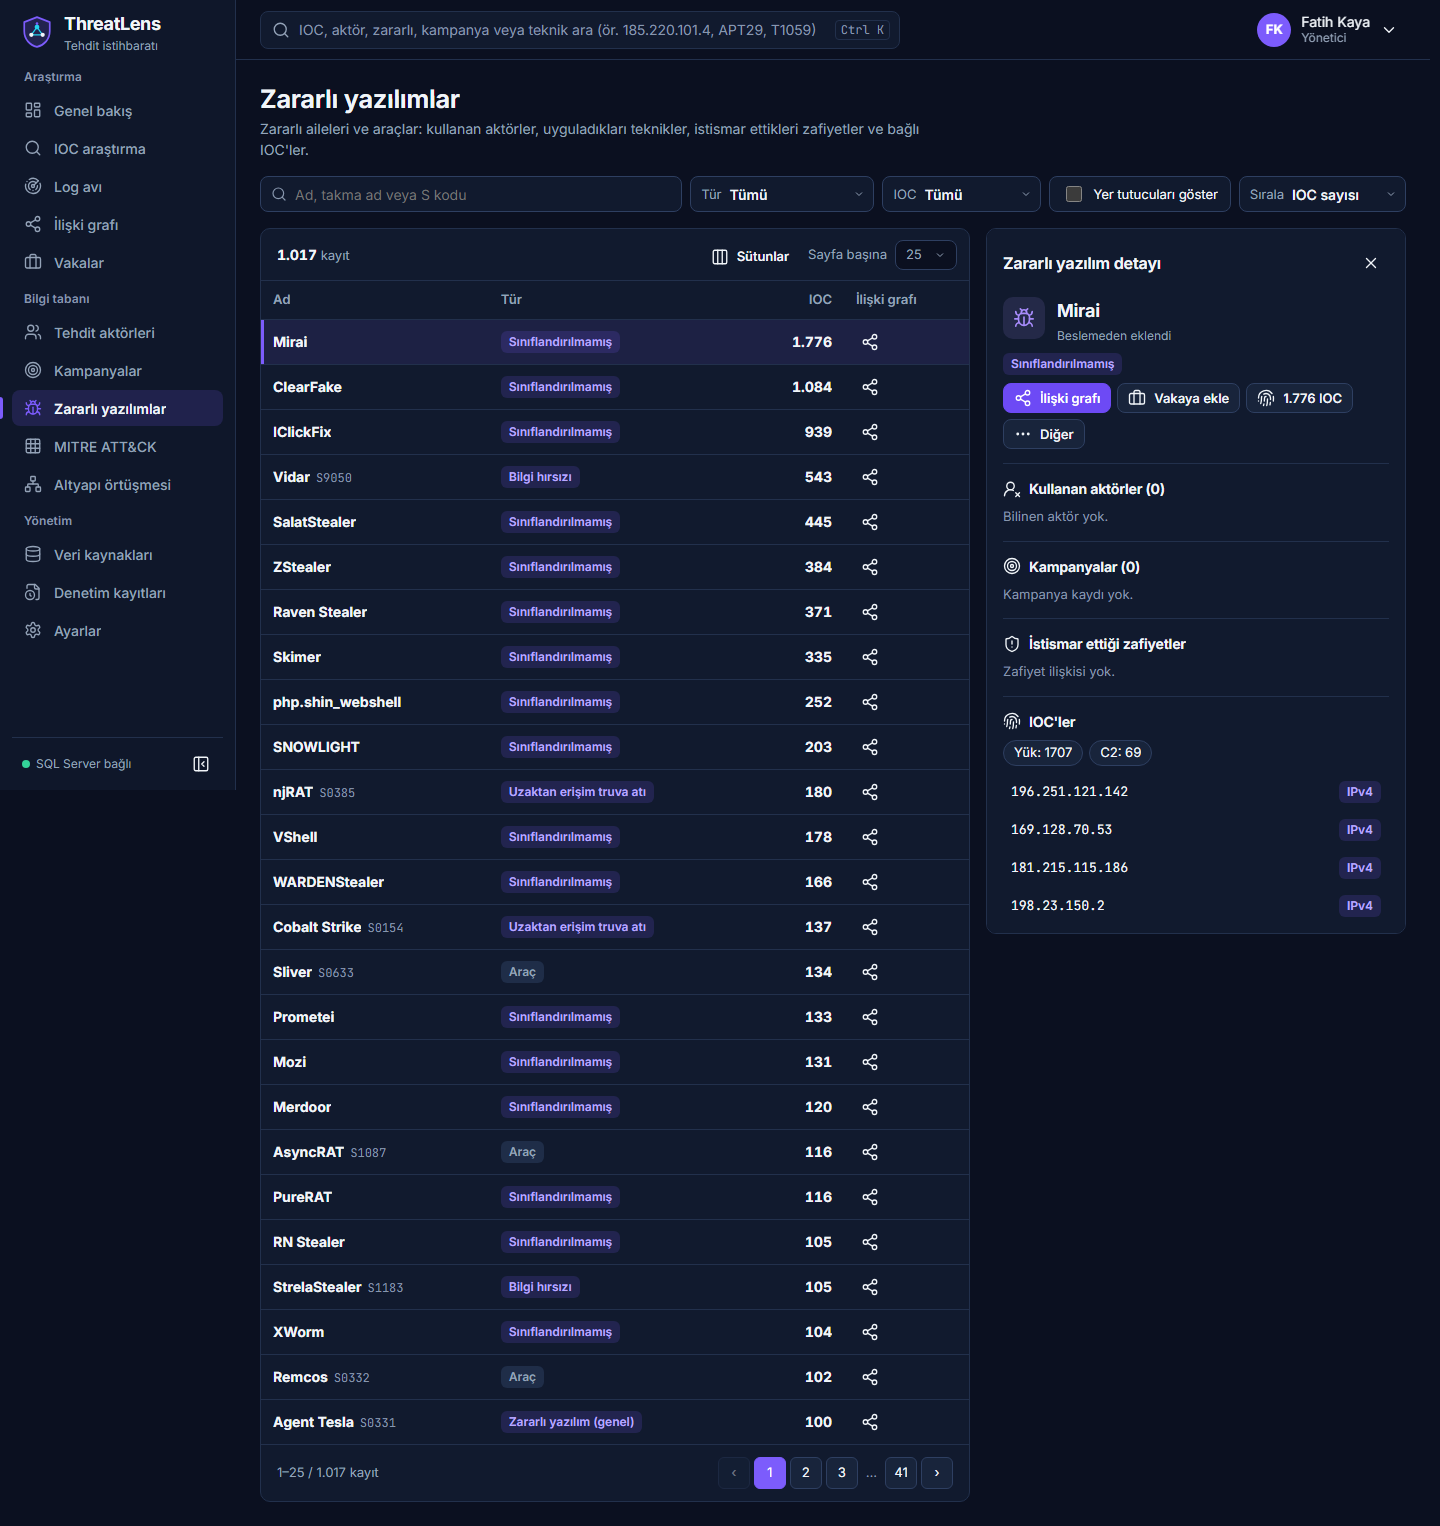 ThreatLens
Tehdit istihbaratı
Araştırma
Genel bakış
IOC araştırma
Log avı
İlişki grafı
Vakalar
Bilgi tabanı
Tehdit aktörleri
Kampanyalar
Zararlı yazılımlar
MITRE ATT&CK
Altyapı örtüşmesi
Yönetim
Veri kaynakları
Denetim kayıtları
Ayarlar
SQL Server bağlı
IOC, aktör, zararlı, kampanya veya teknik ara (ör. 185.220.101.4, APT29, T1059) Ctrl K
FK Fatih Kaya
Yönetici
Zararlı yazılımlar
Zararlı aileleri ve araçlar: kullanan aktörler, uyguladıkları teknikler, istismar ettikleri zafiyetler ve bağlı
IOC'ler.
Ad, takma ad veya S kodu Tür Tümü IOC Tümü Yer tutucuları göster Sırala IOC sayısı
1.017 kayıt Sütunlar Sayfa başına 25
Ad Tür IOC İlişki grafı
Mirai Sınıflandırılmamış 1.776
ClearFake Sınıflandırılmamış 1.084
IClickFix Sınıflandırılmamış 939
Vidar S9050 Bilgi hırsızı 543
SalatStealer Sınıflandırılmamış 445
ZStealer Sınıflandırılmamış 384
Raven Stealer Sınıflandırılmamış 371
Skimer Sınıflandırılmamış 335
php.shin_webshell Sınıflandırılmamış 252
SNOWLIGHT Sınıflandırılmamış 203
njRAT S0385 Uzaktan erişim truva atı 180
VShell Sınıflandırılmamış 178
WARDENStealer Sınıflandırılmamış 166
Cobalt Strike S0154 Uzaktan erişim truva atı 137
Sliver S0633 Araç 134
Prometei Sınıflandırılmamış 133
Mozi Sınıflandırılmamış 131
Merdoor Sınıflandırılmamış 120
AsyncRAT S1087 Araç 116
PureRAT Sınıflandırılmamış 116
RN Stealer Sınıflandırılmamış 105
StrelaStealer S1183 Bilgi hırsızı 105
XWorm Sınıflandırılmamış 104
Remcos S0332 Araç 102
Agent Tesla S0331 Zararlı yazılım (genel) 100
1–25 / 1.017 kayıt ‹ 1 2 3 … 41 ›
Zararlı yazılım detayı
Mirai
Beslemeden eklendi
Sınıflandırılmamış
İlişki grafı Vakaya ekle 1.776 IOC
Diğer
Kullanan aktörler (0)
Bilinen aktör yok.
Kampanyalar (0)
Kampanya kaydı yok.
İstismar ettiği zafiyetler
Zafiyet ilişkisi yok.
IOC'ler
Yük: 1707 C2: 69
196.251.121.142 IPv4
169.128.70.53 IPv4
181.215.115.186 IPv4
198.23.150.2 IPv4